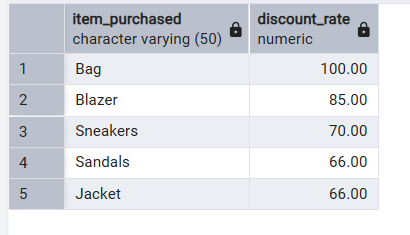 item_purchased discount_rate
character varying (50) numeric
1 Bag 100.00
2 Blazer 85.00
3 Sneakers 70.00
4 Sandals 66.00
5 Jacket 66.00